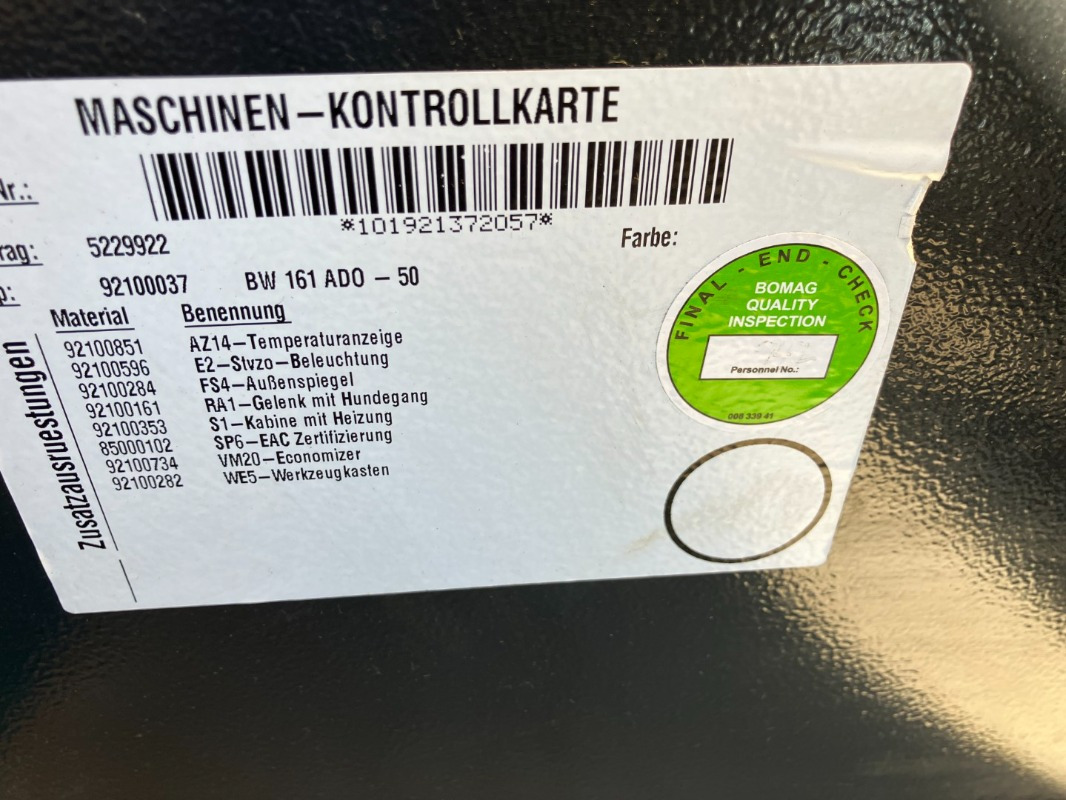 MASCHINEN-KONTROLLKARTE
Nr.:
*101921372057*
rag: 5229922
Farbe:
p: 92100037 BW 161 ADO - 50
Material Benennung
Zusatzausruestungen
92100851 AZ14-Temperaturanzeige
92100596 E2-Stvzo-Beleuchtung
92100284 FS4-Außenspiegel
92100161 RA1-Gelenk mit Hundegang
92100353 S1-Kabine mit Heizung
85000102 SP6-EAC Zertifizierung
92100734 VM20-Economizer
92100282 WE5-Werkzeugkasten
FINAL - END - CHECK
BOMAG
QUALITY
INSPECTION
Personnel No.:
008 339 41